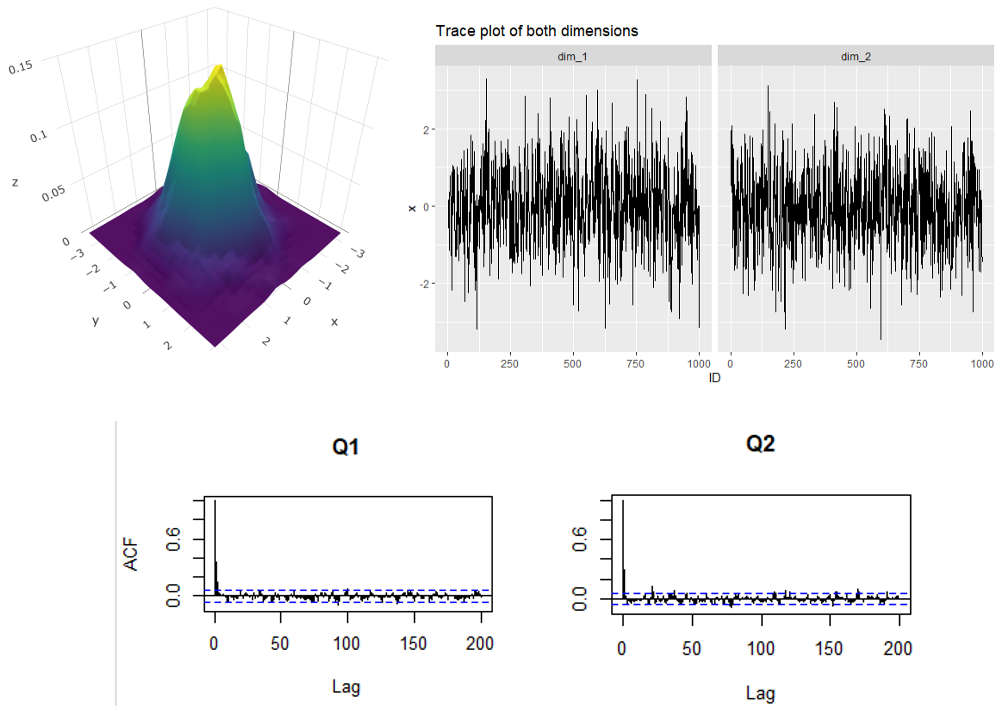 0.15
0.1
0.05
0
z
−3
−2
−1
0
1
2
y
−3
−2
−1
0
1
2
x
Trace plot of both dimensions
dim_1 dim_2
2
0
-2
x
0 250 500 750 1000 0 250 500 750 1000
ID
Q1 Q2
ACF
0.6
0.0
0.6
0.0
0 50 100 150 200 0 50 100 150 200
Lag Lag